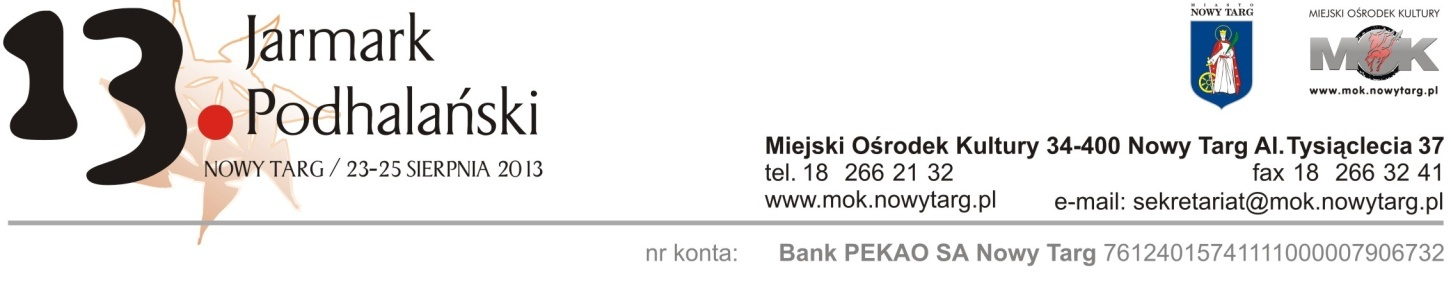 13. Jarmark
Podhalański
NOWY TARG / 23-25 SIERPNIA 2013
MIASTO
NOWY TARG
MIEJSKI OŚRODEK KULTURY
MOK
www.mok.nowytarg.pl
Miejski Ośrodek Kultury 34-400 Nowy Targ Al.Tysiąclecia 37
tel. 18 266 21 32 fax 18 266 32 41
www.mok.nowytarg.pl e-mail: sekretariat@mok.nowytarg.pl
nr konta: Bank PEKAO SA Nowy Targ 76124015741111000007906732